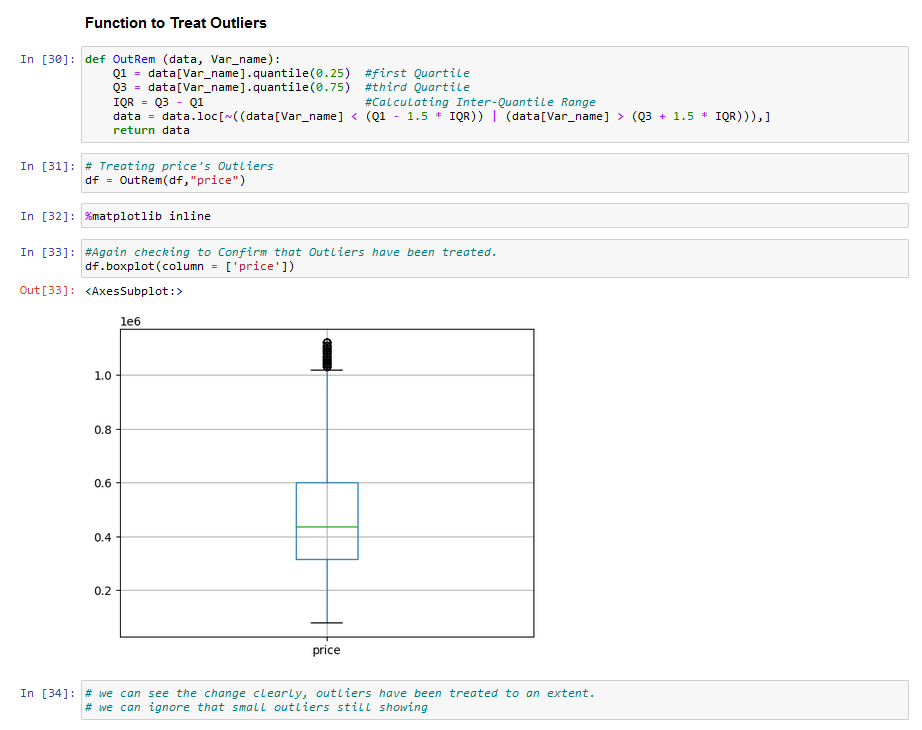 Function to Treat Outliers
In [30]: def OutRem (data, Var_name):
Q1 = data[Var_name].quantile(0.25) #first Quartile
Q3 = data[Var_name].quantile(0.75) #third Quartile
IQR = Q3 - Q1 #Calculating Inter-Quantile Range
data = data.loc[~((data[Var_name] < (Q1 - 1.5 * IQR)) | (data[Var_name] > (Q3 + 1.5 * IQR))),]
return data
In [31]: # Treating price's Outliers
df = OutRem(df,"price")
In [32]: %matplotlib inline
In [33]: #Again checking to Confirm that Outliers have been treated.
df.boxplot(column = ['price'])
Out[33]: <AxesSubplot:>
1e6
1.0
0.8
0.6
0.4
0.2
price
In [34]: # we can see the change clearly, outliers have been treated to an extent.
# we can ignore that small outliers still showing